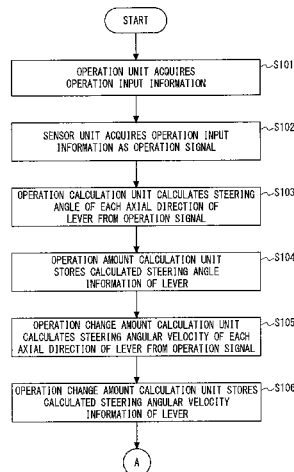 START
OPERATION UNIT ACQUIRES
OPERATION INPUT INFORMATION
S101
SENSOR UNIT ACQUIRES OPERATION INPUT
INFORMATION AS OPERATION SIGNAL
S102
OPERATION CALCULATION UNIT CALCULATES STEERING
ANGLE OF EACH AXIAL DIRECTION OF
LEVER FROM OPERATION SIGNAL
S103
OPERATION AMOUNT CALCULATION UNIT
STORES CALCULATED STEERING ANGLE
INFORMATION OF LEVER
S104
OPERATION CHANGE AMOUNT CALCULATION UNIT
CALCULATES STEERING ANGULAR VELOCITY OF EACH
AXIAL DIRECTION OF LEVER FROM OPERATION SIGNAL
S105
OPERATION CHANGE AMOUNT CALCULATION UNIT STORES
CALCULATED STEERING ANGULAR VELOCITY
INFORMATION OF LEVER
S106
A